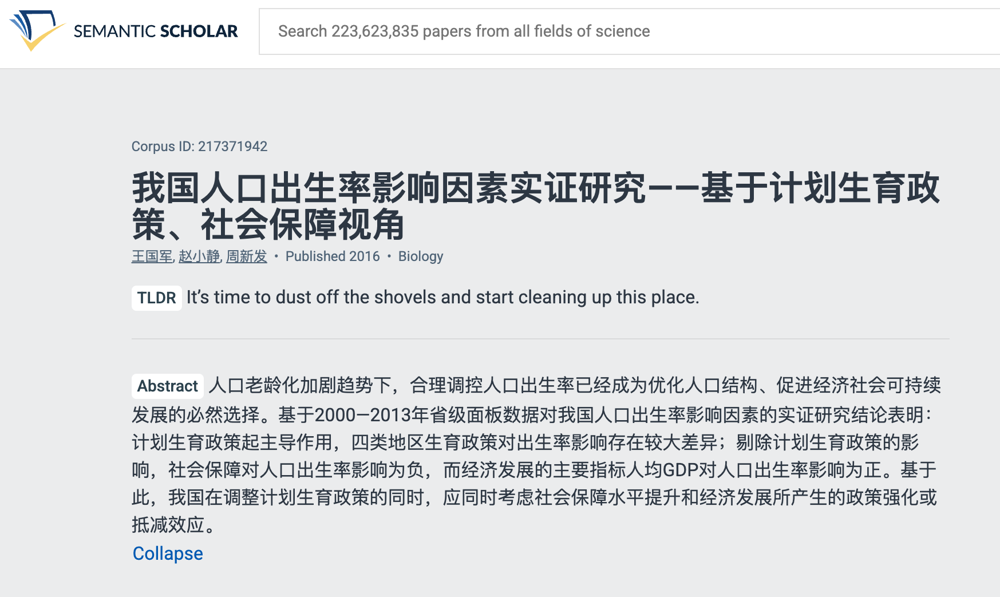 SEMANTIC SCHOLAR
Search 223,623,835 papers from all fields of science
Corpus ID: 217371942
我国人口出生率影响因素实证研究——基于计划生育政
策、社会保障视角
王国军, 赵小静, 周新发 • Published 2016 • Biology
TLDR It’s time to dust off the shovels and start cleaning up this place.
Abstract 人口老龄化加剧趋势下，合理调控人口出生率已经成为优化人口结构、促进经济社会可持续
发展的必然选择。基于2000—2013年省级面板数据对我国人口出生率影响因素的实证研究结论表明：
计划生育政策起主导作用，四类地区生育政策对出生率影响存在较大差异；剔除计划生育政策的影
响，社会保障对人口出生率影响为负，而经济发展的主要指标人均GDP对人口出生率影响为正。基于
此，我国在调整计划生育政策的同时，应同时考虑社会保障水平提升和经济发展所产生的政策强化或
抵减效应。
Collapse